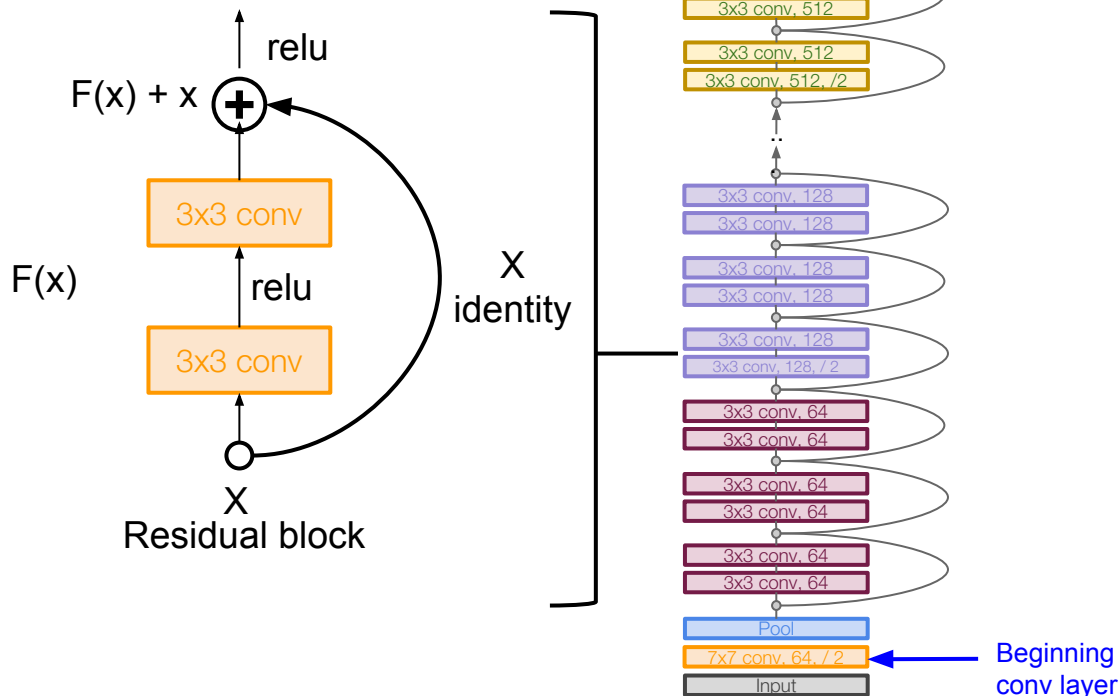 relu
F(x) + x
3x3 conv
F(x)
relu
3x3 conv
X
Residual block
X
identity
3x3 conv, 512
3x3 conv, 512
3x3 conv, 512, /2
..
.
3x3 conv, 128
3x3 conv, 128
3x3 conv, 128
3x3 conv, 128
3x3 conv, 128
3x3 conv, 128, / 2
3x3 conv, 64
3x3 conv, 64
3x3 conv, 64
3x3 conv, 64
3x3 conv, 64
3x3 conv, 64
Pool
7x7 conv, 64, / 2
Input
Beginning
conv layer